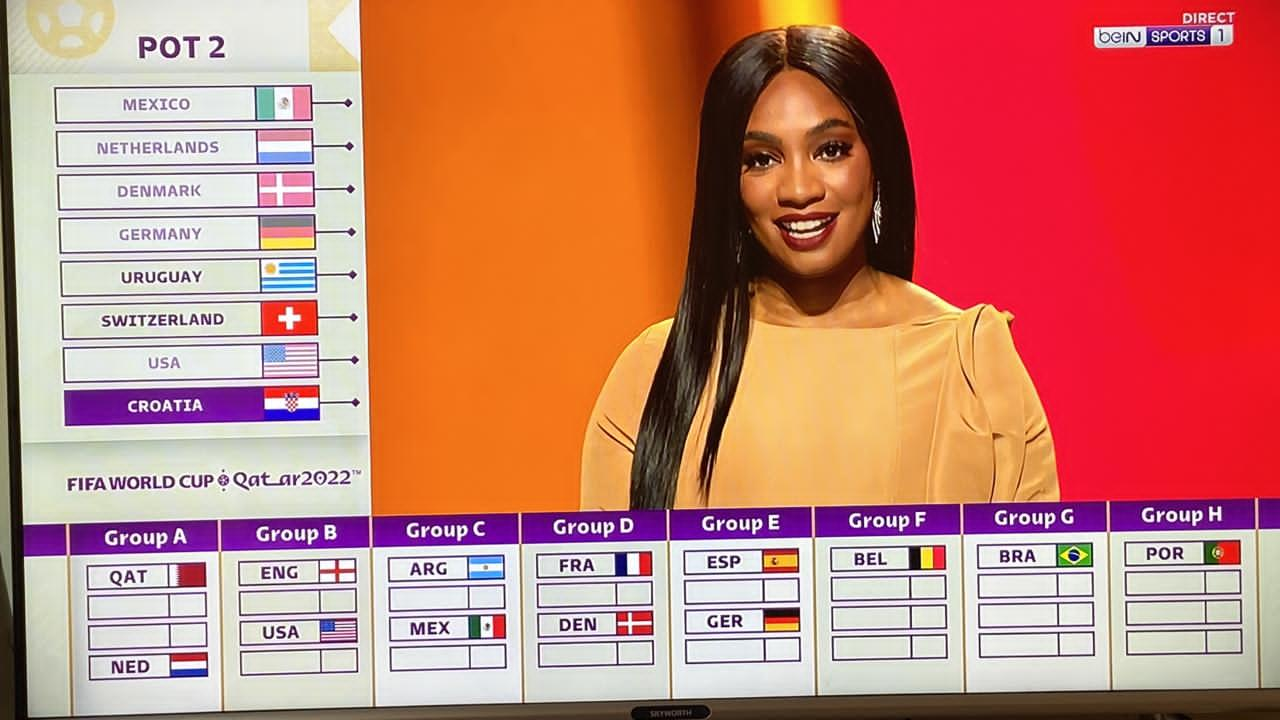 POT 2
MEXICO
NETHERLANDS
DENMARK
GERMANY
URUGUAY
SWITZERLAND
USA
CROATIA
FIFA WORLD CUP Qatar2022™
DIRECT
beIN SPORTS 1
Group A
QAT
NED
Group B
ENG
USA
Group C
ARG
MEX
Group D
FRA
DEN
Group E
ESP
GER
Group F
BEL
Group G
BRA
Group H
POR
SKYWORTH